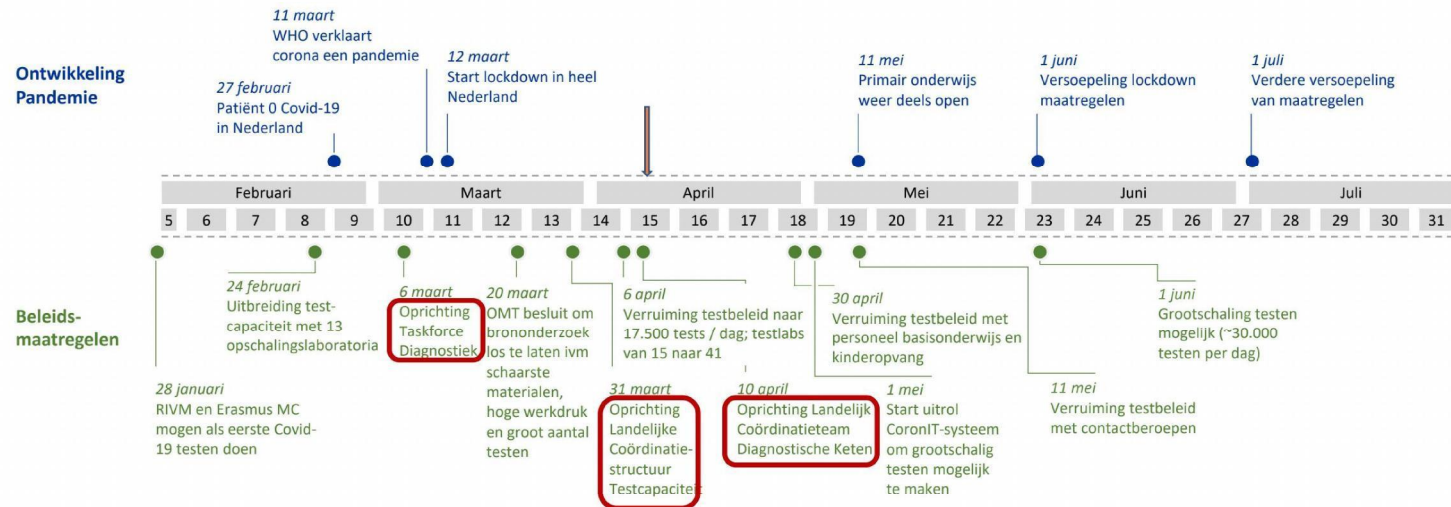 Ontwikkeling
Pandemie
27 februari
Patiënt 0 Covid-19
in Nederland
11 maart
WHO verklaart
corona een pandemie
12 maart
Start lockdown in heel
Nederland
11 mei
Primair onderwijs
weer deels open
1 juni
Versoepeling lockdown
maatregelen
1 juli
Verdere versoepeling
van maatregelen
Februari Maart April Mei Juni Juli
5 6 7 8 9 10 11 12 13 14 15 16 17 18 19 20 21 22 23 24 25 26 27 28 29 30 31
Beleids-
maatregelen
28 januari
RIVM en Erasmus MC
mogen als eerste Covid-
19 testen doen
24 februari
Uitbreiding test-
capaciteit met 13
opschalingslaboratoria
6 maart
Oprichting
Taskforce
Diagnostiek
20 maart
OMT besluit om
brononderzoek
los te laten ivm
schaarste
materialen,
hoge werkdruk
en groot aantal
testen
31 maart
Oprichting
Landelijke
Coördinatie-
structuur
Testcapaciteit
6 april
Verruiming testbeleid naar
17.500 tests / dag; testlabs
van 15 naar 41
10 april
Oprichting Landelijk
Coördinatieteam
Diagnostische Keten
30 april
Verruiming testbeleid met
personeel basisonderwijs en
kinderopvang
1 mei
Start uitrol
CoronIT-systeem
om grootschalig
testen mogelijk
te maken
11 mei
Verruiming testbeleid
met contactberoepen
1 juni
Grootschaling testen
mogelijk (~30.000
testen per dag)